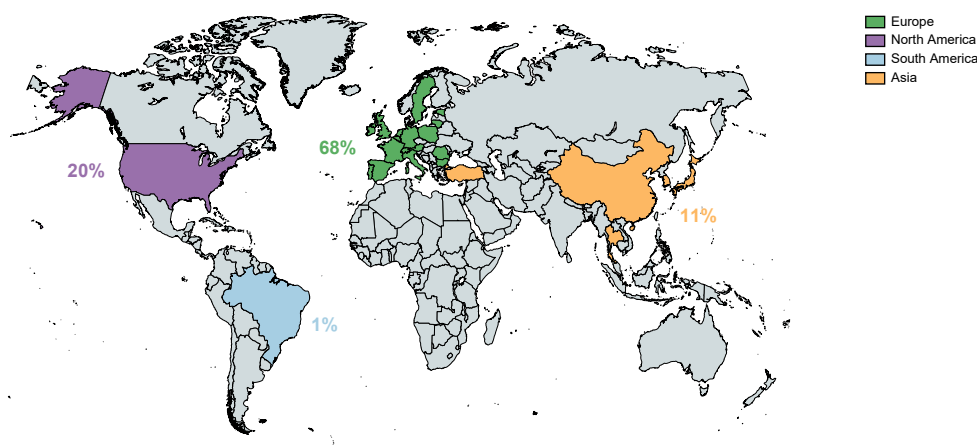 Europe
North America
South America
Asia
68%
20%
11%
1%